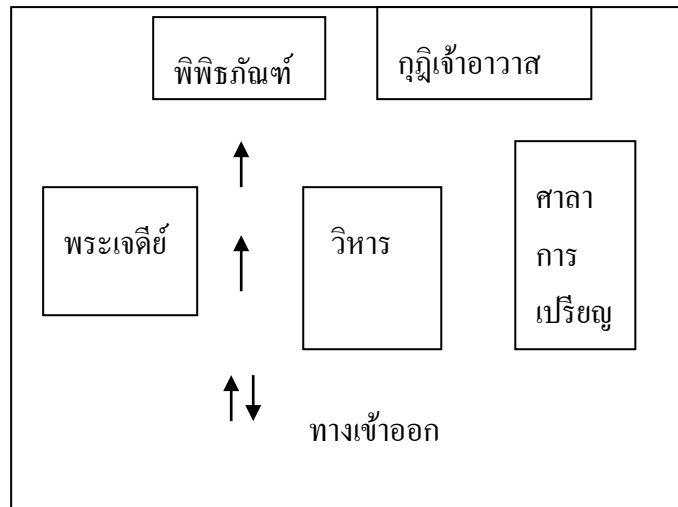 พิพิธภัณฑ์
กุฎิเจ้าอาวาส
พระเจดีย์
วิหาร
ศาลา
การ
เปรียญ
ทางเข้าออก